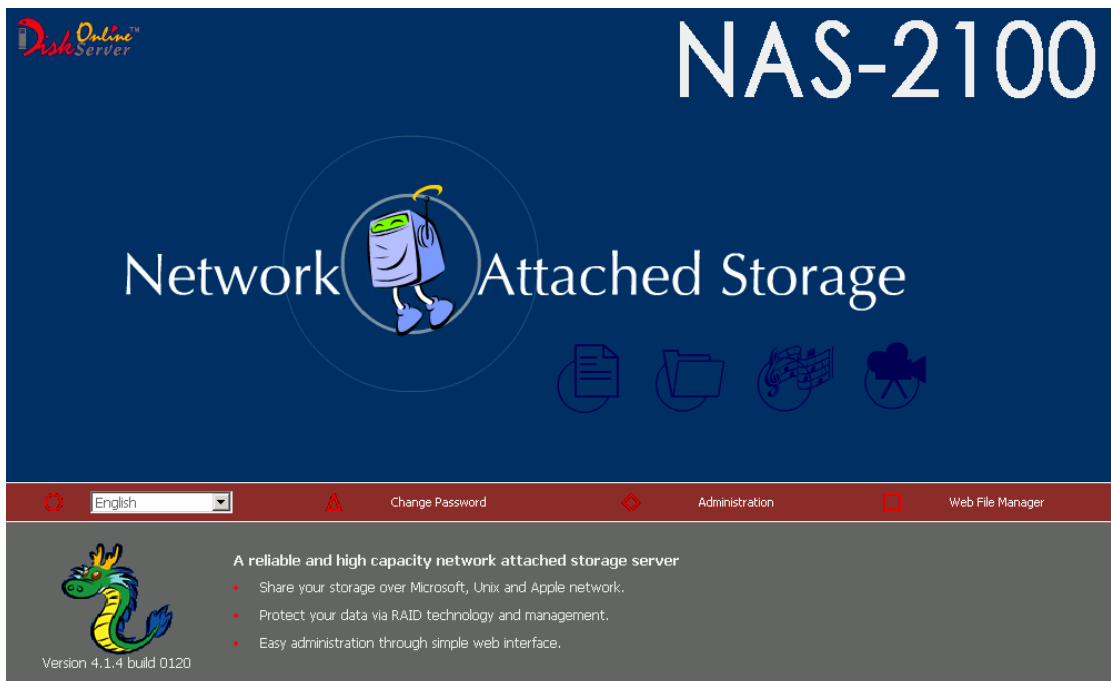 Disk Online™
Server
NAS-2100
Network Attached Storage
English
Change Password
Administration
Web File Manager
A reliable and high capacity network attached storage server
Share your storage over Microsoft, Unix and Apple network.
Protect your data via RAID technology and management.
Easy administration through simple web interface.
Version 4.1.4 build 0120